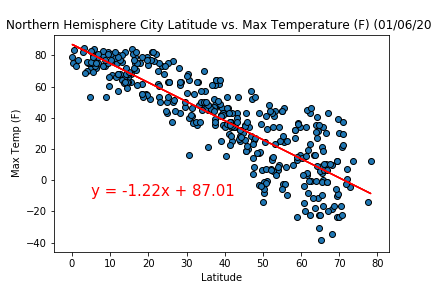 Northern Hemisphere City Latitude vs. Max Temperature (F) (01/06/20
80
60
40
20
0
−20
−40
Max Temp (F)
y = -1.22x + 87.01
0 10 20 30 40 50 60 70 80
Latitude